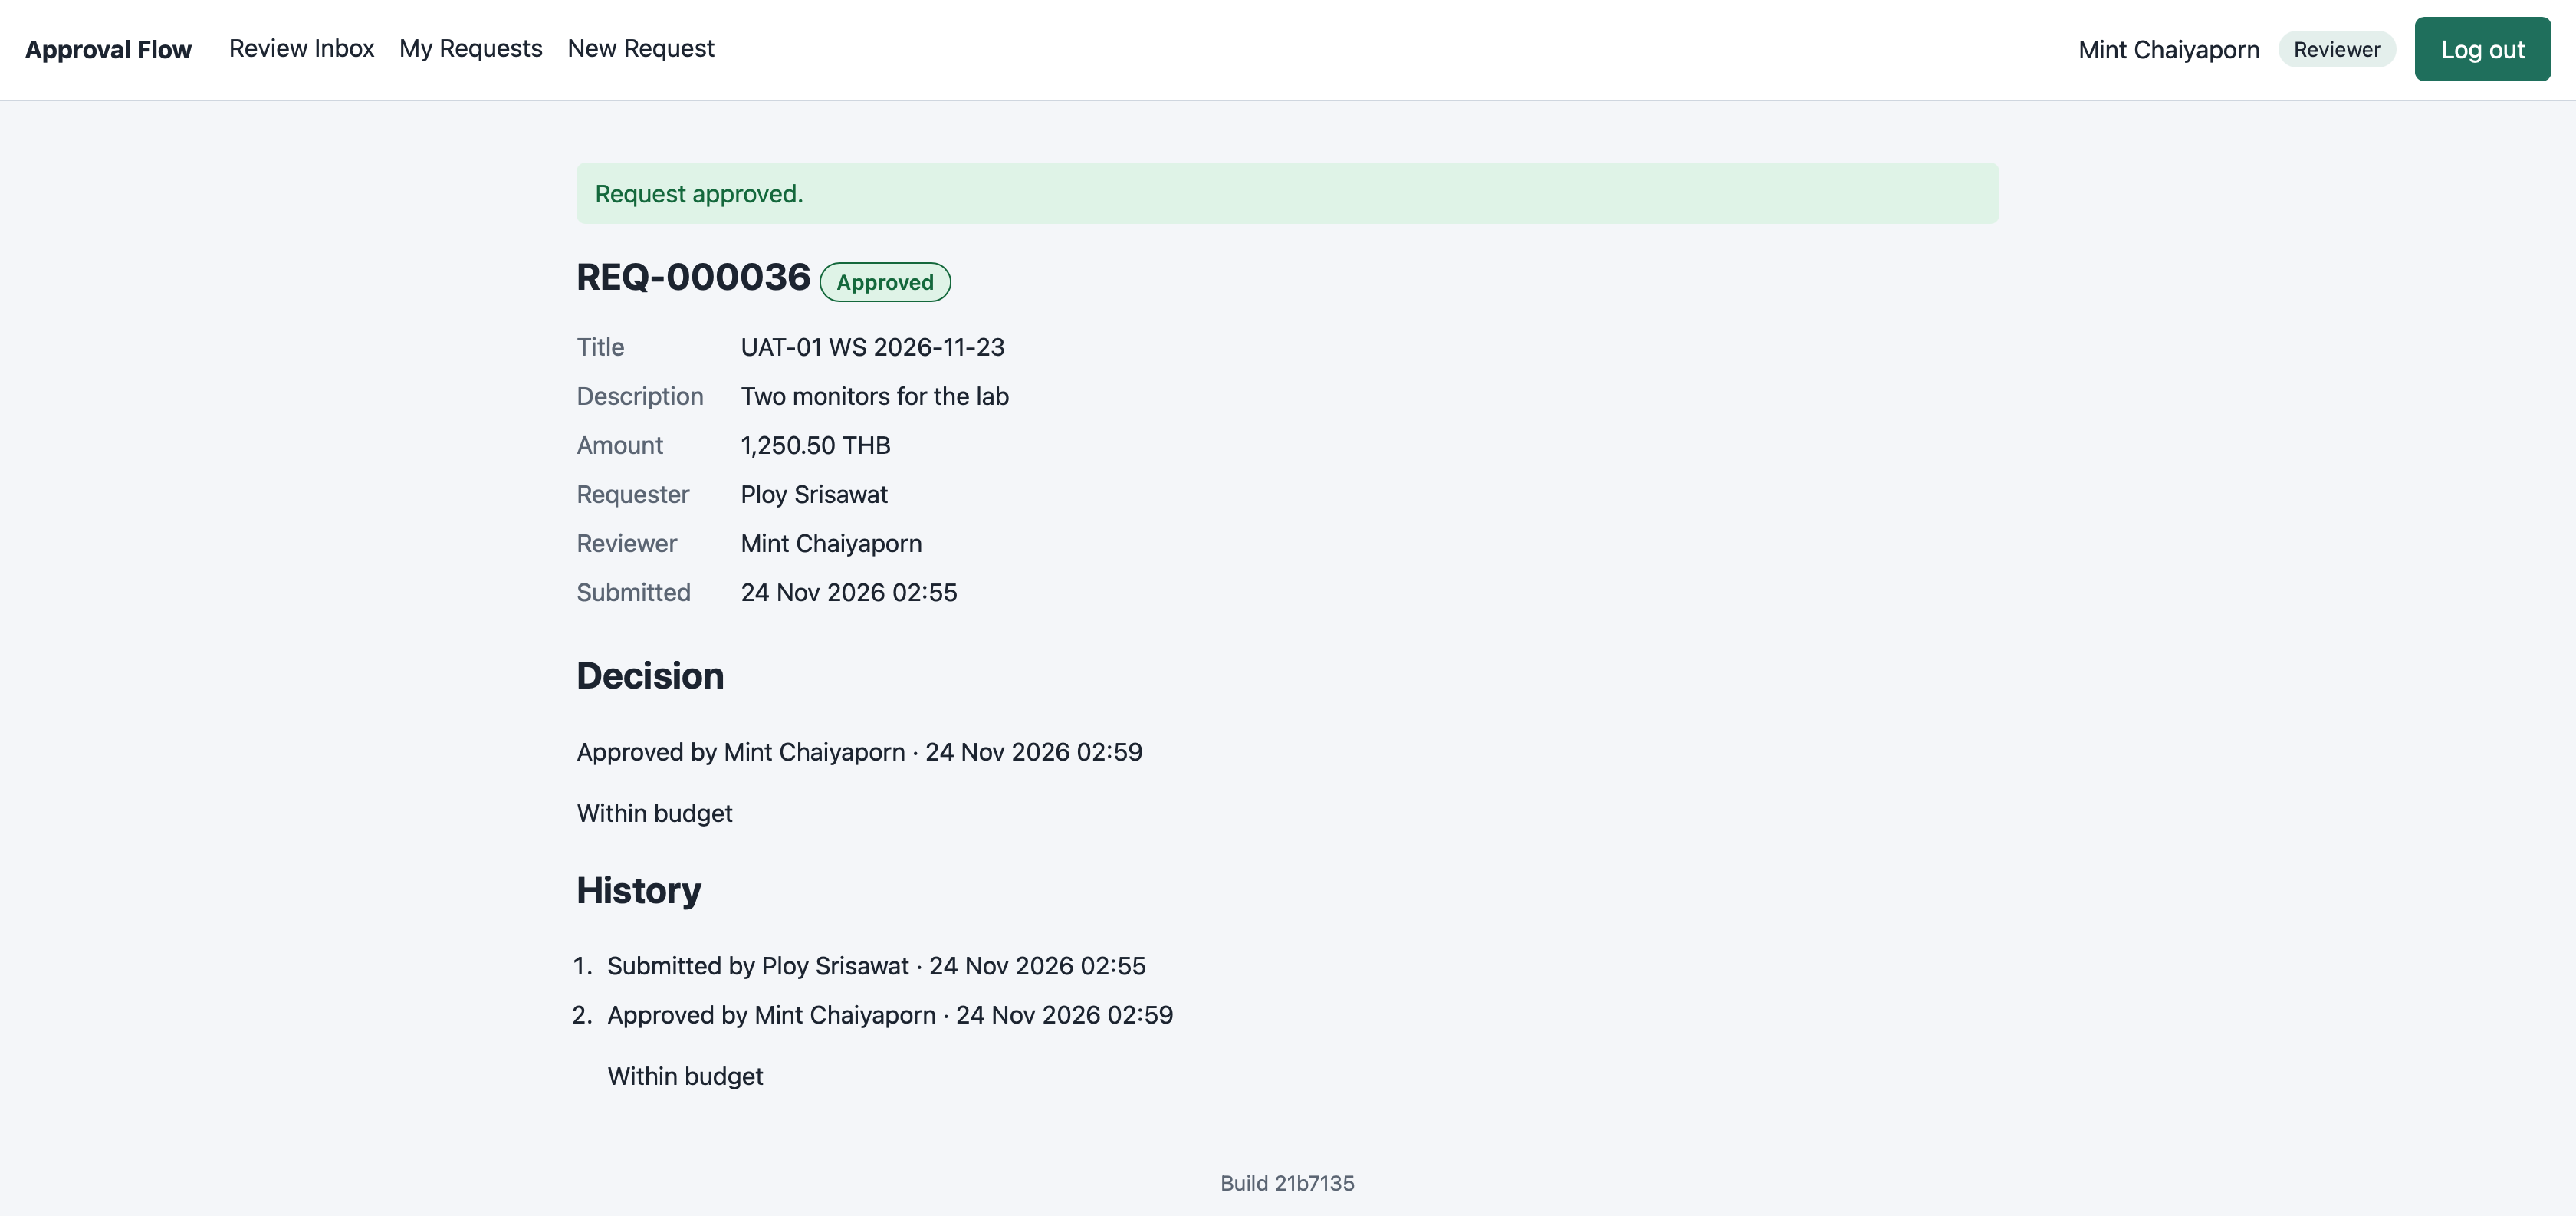 Approval Flow Review Inbox My Requests New Request Mint Chaiyaporn Reviewer Log out
Request approved.
REQ-000036 Approved
Title UAT-01 WS 2026-11-23
Description Two monitors for the lab
Amount 1,250.50 THB
Requester Ploy Srisawat
Reviewer Mint Chaiyaporn
Submitted 24 Nov 2026 02:55
Decision
Approved by Mint Chaiyaporn · 24 Nov 2026 02:59
Within budget
History
1. Submitted by Ploy Srisawat · 24 Nov 2026 02:55
2. Approved by Mint Chaiyaporn · 24 Nov 2026 02:59
Within budget
Build 21b7135